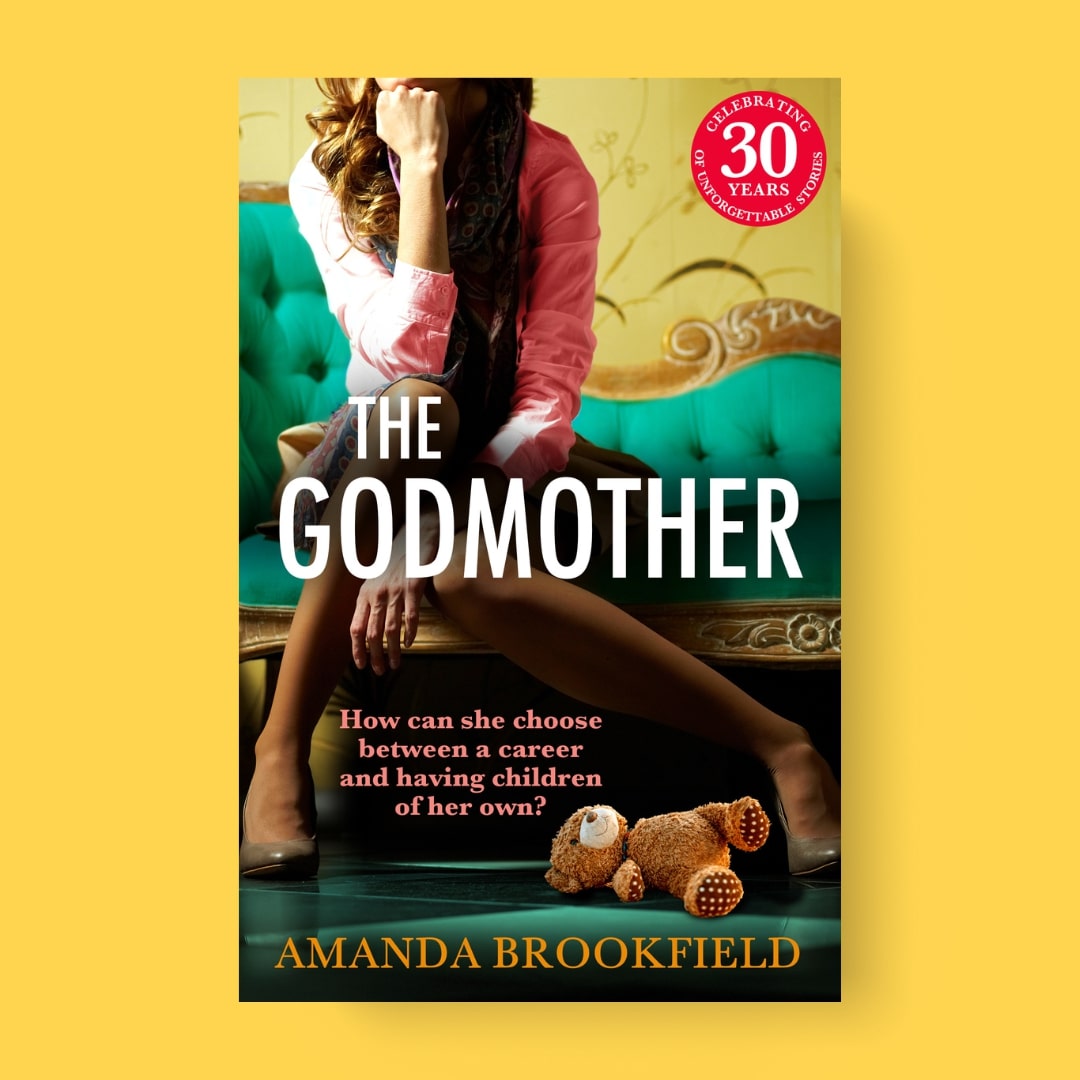 CELEBRATING
30
YEARS
OF UNFORGETTABLE STORIES
THE
GODMOTHER
How can she choose
between a career
and having children
of her own?
AMANDA BROOKFIELD